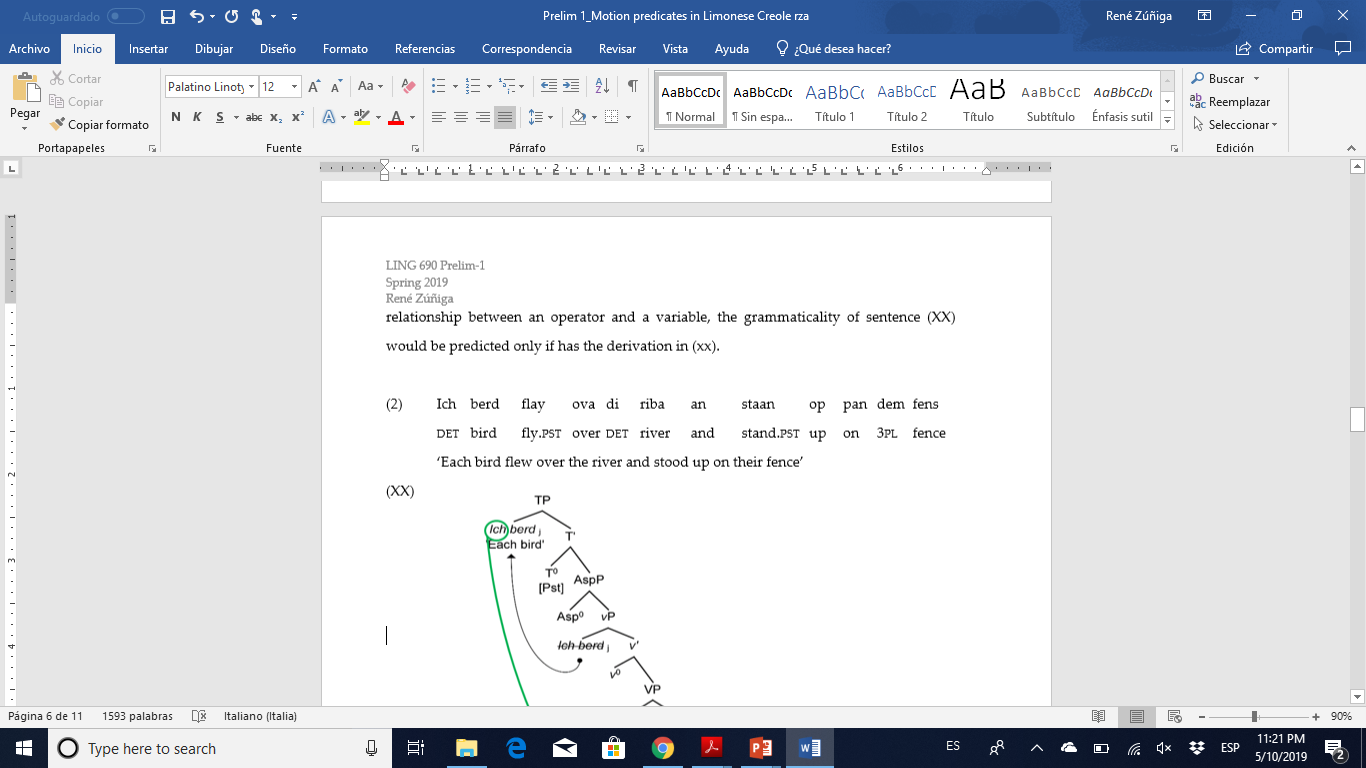 Autoguardado
Prelim 1_Motion predicates in Limonese Creole rza
René Zúñiga
Archivo Inicio Insertar Dibujar Diseño Formato Referencias Correspondencia Revisar Vista Ayuda ¿Qué desea hacer? Compartir
Pegar
Cortar
Copiar
Copiar formato
Portapapeles
Palatino Linoty 12
N K S abc x₂ x²
Fuente
Párrafo
AaBbCcDc AaBbCcDc AaBbCc AaBbCcD AaB AaBbCcD AaBbCcDc
¶ Normal ¶ Sin espa... Título 1 Título 2 Título Subtítulo Énfasis sutil
Estilos
Buscar
Reemplazar
Seleccionar
Edición
LING 690 Prelim-1
Spring 2019
René Zúñiga
relationship between an operator and a variable, the grammaticality of sentence (XX)
would be predicted only if has the derivation in (xx).
(2) Ich berd flay ova di riba an staan op pan dem fens
DET bird fly.PST over DET river and stand.PST up on 3PL fence
‘Each bird flew over the river and stood up on their fence’
(XX)
TP
Ich berd j T'
'Each bird'
T⁰ AspP
[Pst]
Asp⁰ vP
Ich berd j v'
v⁰ VP
Página 6 de 11 1593 palabras Italiano (Italia) 90%
Type here to search
ES ESP
11:21 PM
5/10/2019
2